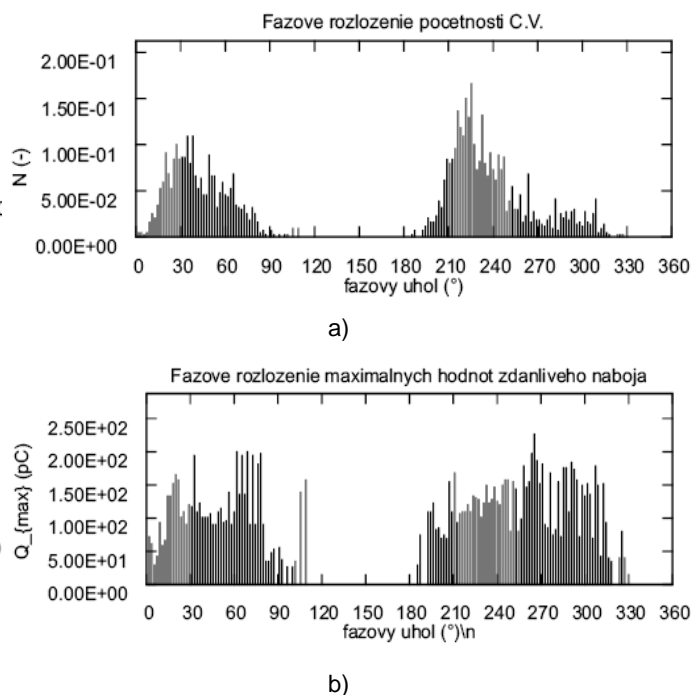 Fazove rozlozenie pocetnosti C.V.
N (-)
2.00E-01
1.50E-01
1.00E-01
5.00E-02
0.00E+00
0 30 60 90 120 150 180 210 240 270 300 330 360
fazovy uhol (°)
a)
Fazove rozlozenie maximalnych hodnot zdanliveho naboja
Q_{max} (pC)
2.50E+02
2.00E+02
1.50E+02
1.00E+02
5.00E+01
0.00E+00
0 30 60 90 120 150 180 210 240 270 300 330 360
fazovy uhol (°)\n
b)